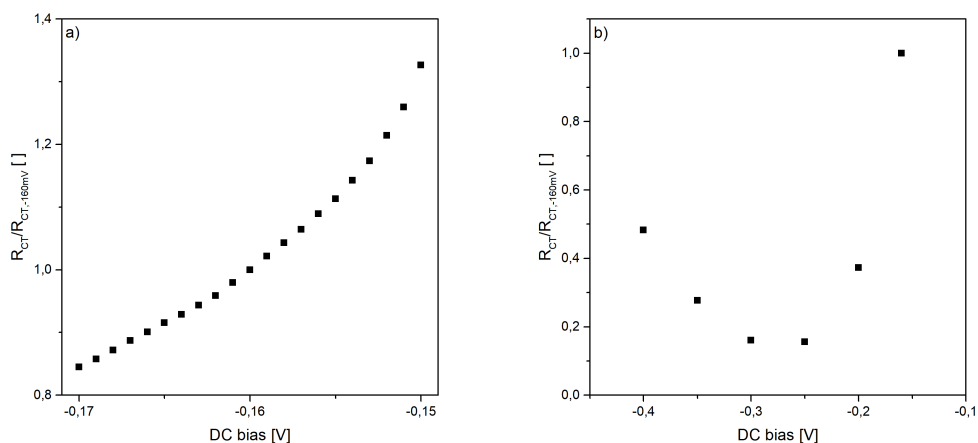 a)
1,4
1,2
1,0
0,8
R_CT/R_CT,-160mV [ ]
-0,17
-0,16
-0,15
DC bias [V]
b)
1,0
0,8
0,6
0,4
0,2
0,0
R_CT/R_CT,-160mV [ ]
-0,4
-0,3
-0,2
-0,1
DC bias [V]